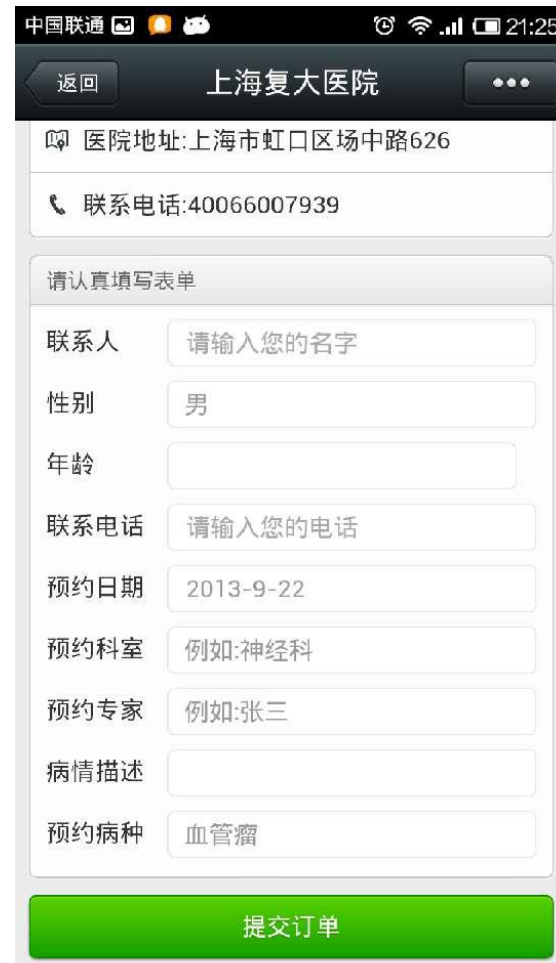 中国联通 21:25
返回 上海复大医院
医院地址:上海市虹口区场中路626
联系电话:40066007939
请认真填写表单
联系人 请输入您的名字
性别 男
年龄
联系电话 请输入您的电话
预约日期 2013-9-22
预约科室 例如:神经科
预约专家 例如:张三
病情描述
预约病种 血管瘤
提交订单